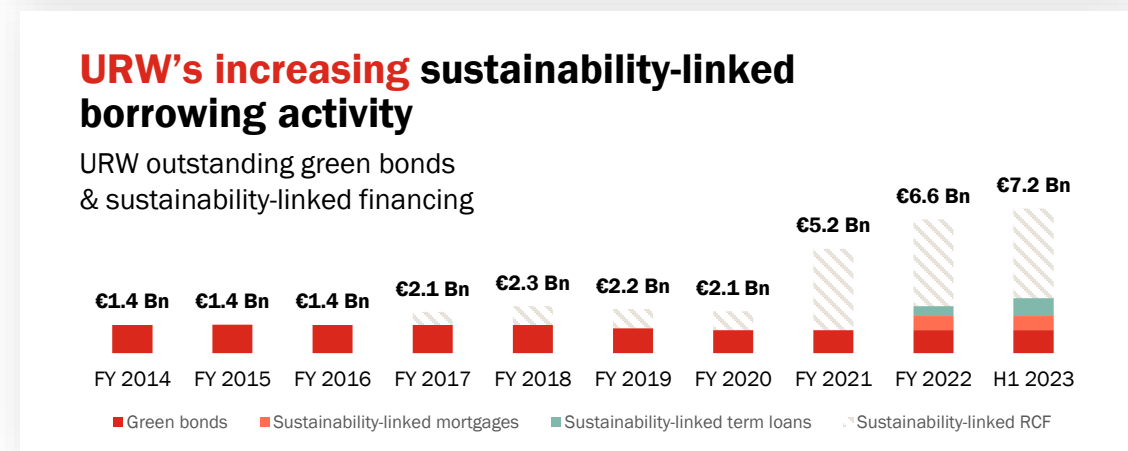 URW’s increasing sustainability-linked
borrowing activity
URW outstanding green bonds
& sustainability-linked financing
€1.4 Bn €1.4 Bn €1.4 Bn €2.1 Bn €2.3 Bn €2.2 Bn €2.1 Bn €5.2 Bn €6.6 Bn €7.2 Bn
FY 2014 FY 2015 FY 2016 FY 2017 FY 2018 FY 2019 FY 2020 FY 2021 FY 2022 H1 2023
Green bonds Sustainability-linked mortgages Sustainability-linked term loans Sustainability-linked RCF